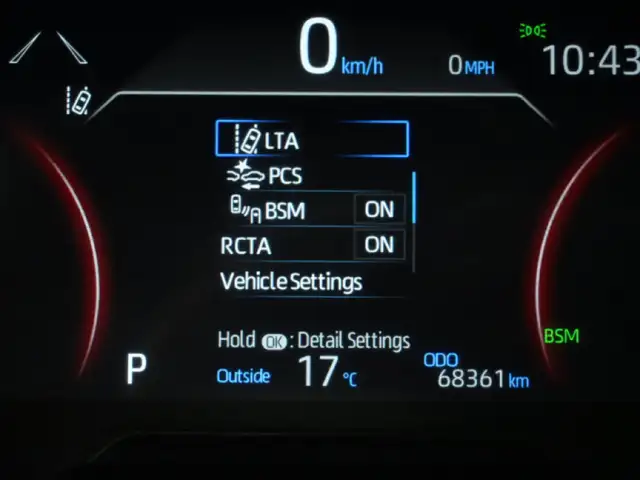 0 km/h
0 MPH
10:43
LTA
PCS
BSM ON
RCTA ON
Vehicle Settings
Hold OK : Detail Settings
BSM
P
Outside 17 °C
ODO
68361 km